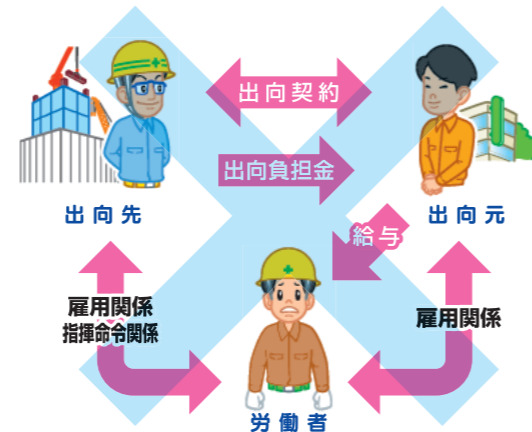 出向契約
出向負担金
出向先
出向元
給与
雇用関係
指揮命令関係
雇用関係
労働者